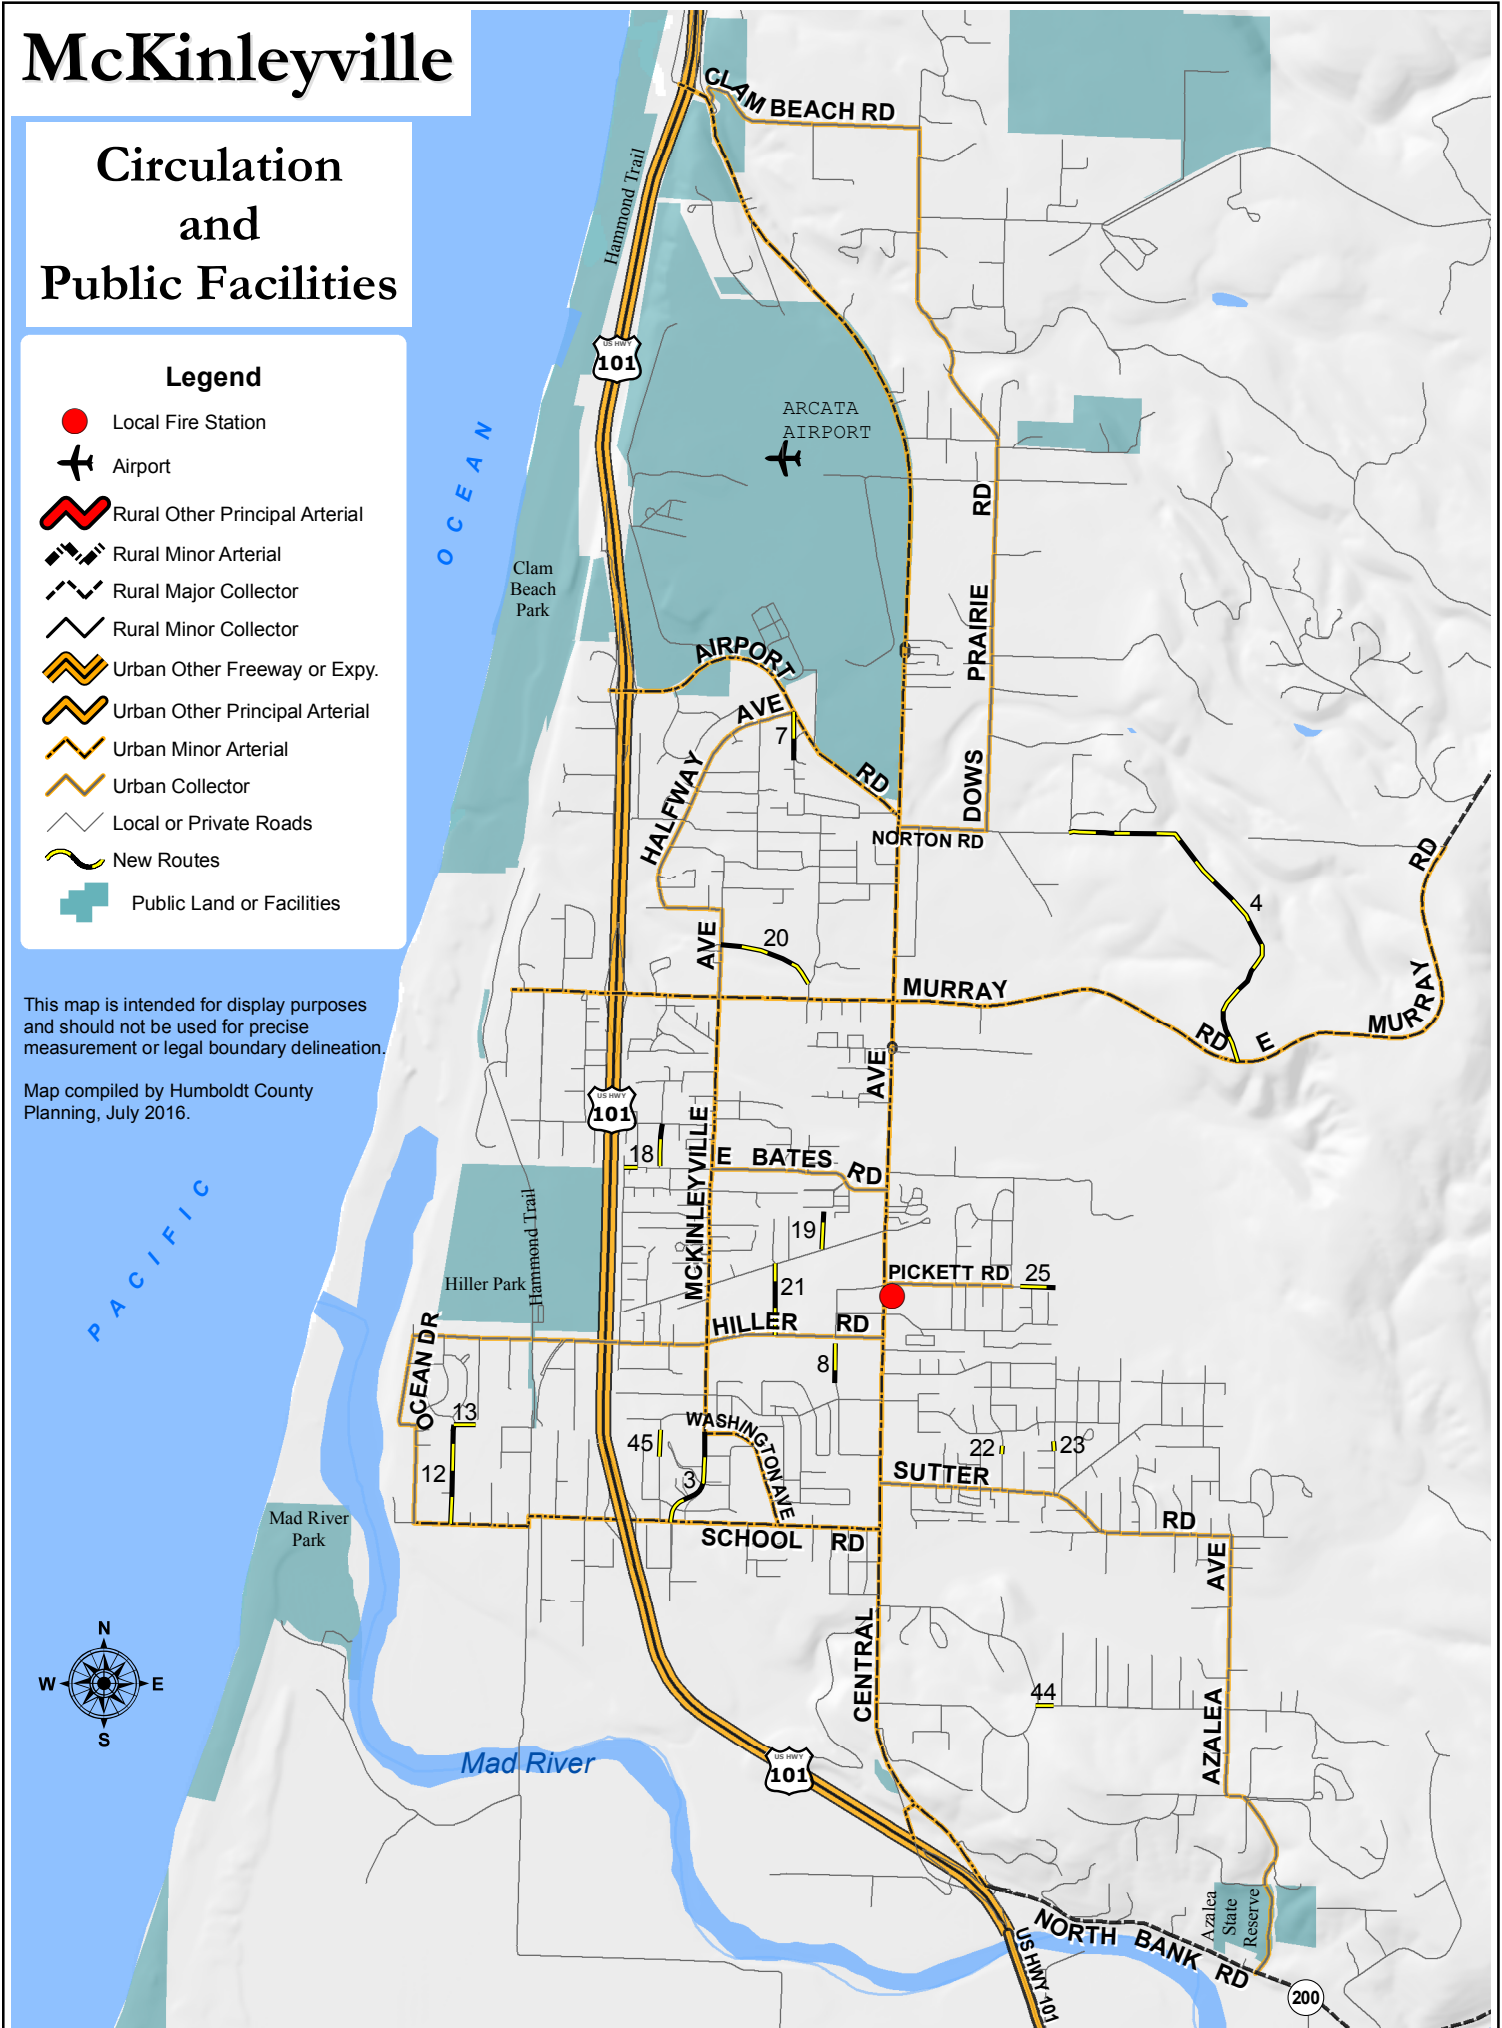 McKinleyville
Circulation
and
Public Facilities
Legend
Local Fire Station
Airport
Rural Other Principal Arterial
Rural Minor Arterial
Rural Major Collector
Rural Minor Collector
Urban Other Freeway or Expy.
Urban Other Principal Arterial
Urban Minor Arterial
Urban Collector
Local or Private Roads
New Routes
Public Land or Facilities
This map is intended for display purposes
and should not be used for precise
measurement or legal boundary delineation.
Map compiled by Humboldt County
Planning, July 2016.
CLAM BEACH RD
Hammond Trail
US HWY
101
OCEAN
ARCATA
AIRPORT
Clam
Beach
Park
DOWS PRAIRIE RD
AIRPORT RD
HALFWAY AVE
7
NORTON RD
4
AVE
20
MURRAY RD
E MURRAY RD
AVE
US HWY
101
18
MCKINLEYVILLE
E BATES RD
19
PACIFIC
Hiller Park
Hammond Trail
21
PICKETT RD
25
HILLER RD
8
OCEAN DR
13
12
45
3
WASHINGTON AVE
22
23
SUTTER RD
SCHOOL RD
Mad River
Park
AVE
CENTRAL
44
AZALEA
N
W E
S
Mad River
US HWY
101
Azalea
State
Reserve
NORTH BANK RD
US HWY 101
200